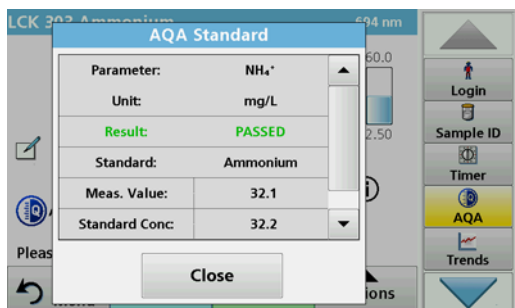 LCK 303 Ammonium 694 nm
AQA Standard
Parameter: NH₄⁺
Unit: mg/L
Result: PASSED
Standard: Ammonium
Meas. Value: 32.1
Standard Conc: 32.2
Close
60.0
2.50
Pleas
Menu
ions
Login
Sample ID
Timer
AQA
Trends